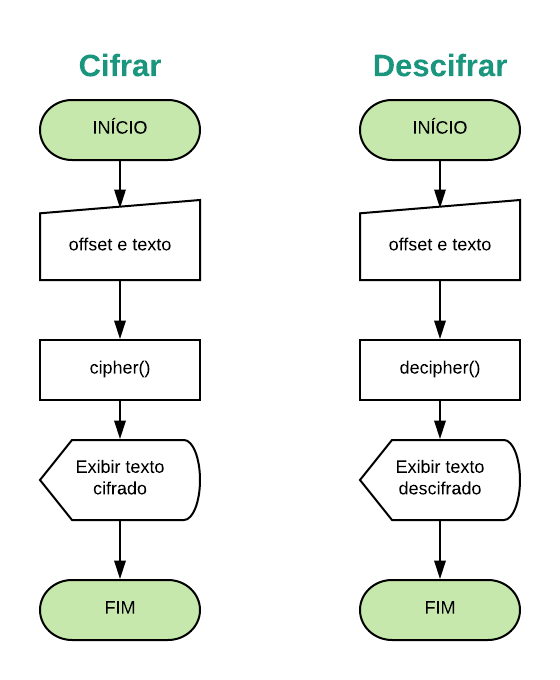 Cifrar
INÍCIO
offset e texto
cipher()
Exibir texto
cifrado
FIM
Descifrar
INÍCIO
offset e texto
decipher()
Exibir texto
descifrado
FIM